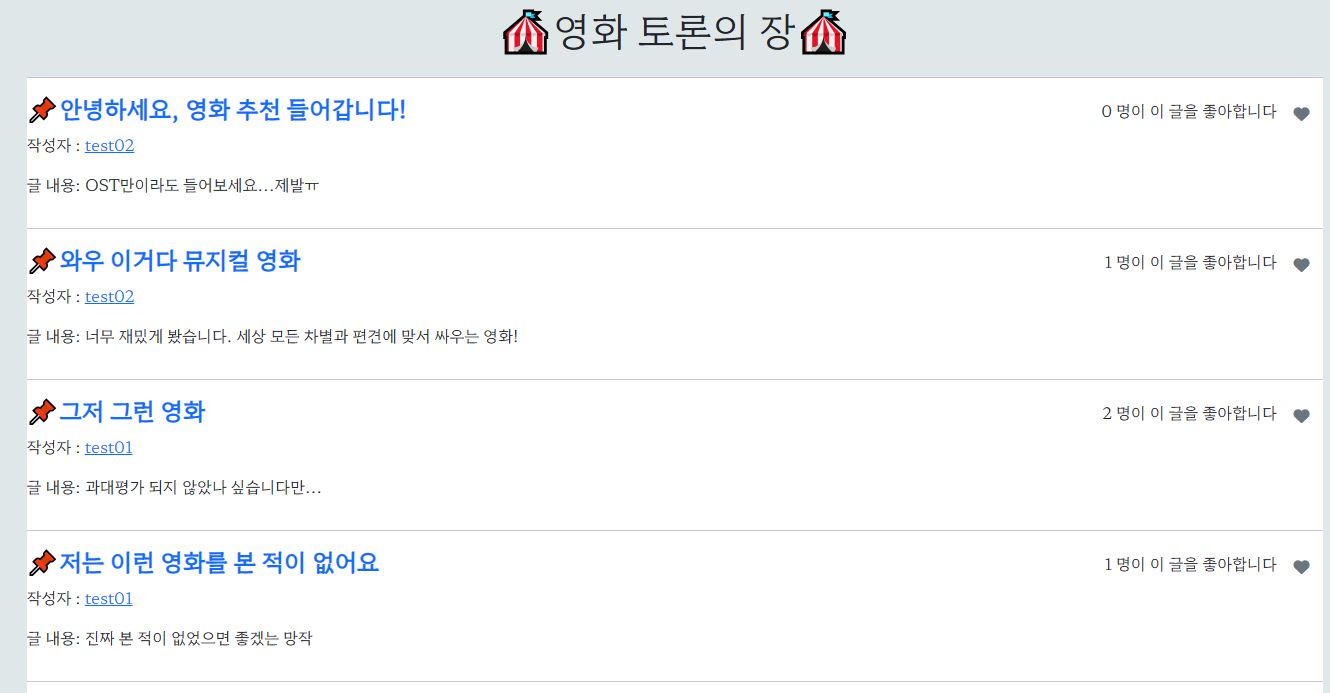 영화 토론의 장
안녕하세요, 영화 추천 들어갑니다!
0 명이 이 글을 좋아합니다
작성자 : test02
글 내용: OST만이라도 들어보세요...제발ㅠ
와우 이거다 뮤지컬 영화
1 명이 이 글을 좋아합니다
작성자 : test02
글 내용: 너무 재밌게 봤습니다. 세상 모든 차별과 편견에 맞서 싸우는 영화!
그저 그런 영화
2 명이 이 글을 좋아합니다
작성자 : test01
글 내용: 과대평가 되지 않았나 싶습니다만...
저는 이런 영화를 본 적이 없어요
1 명이 이 글을 좋아합니다
작성자 : test01
글 내용: 진짜 본 적이 없었으면 좋겠는 망작